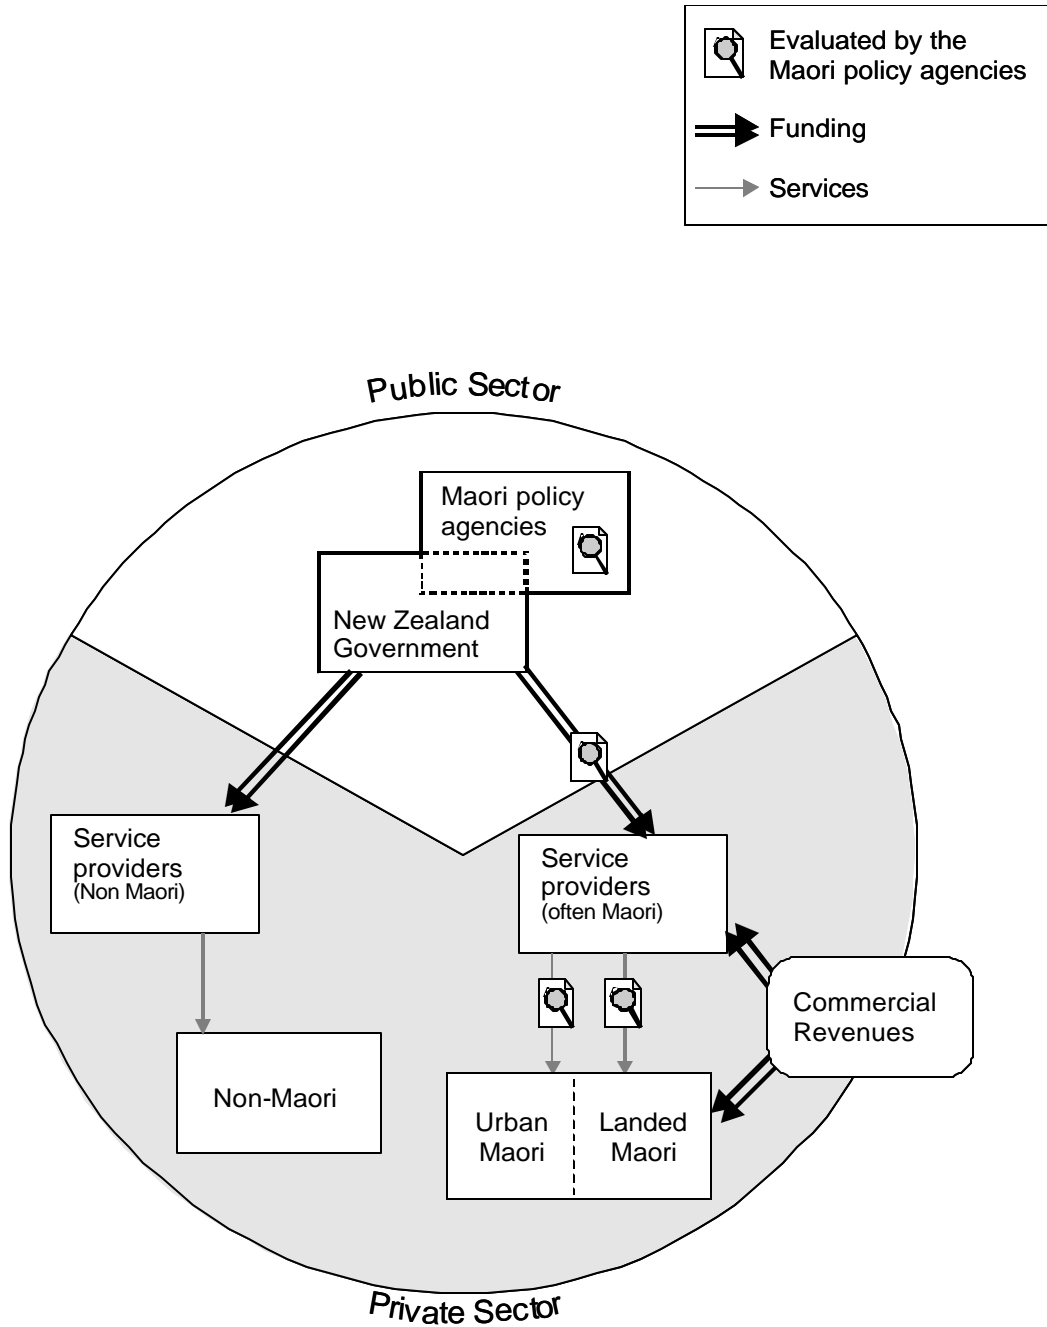 Evaluated by the
Maori policy agencies
Funding
Services
Public Sector
Maori policy
agencies
New Zealand
Government
Service
providers
(Non Maori)
Service
providers
(often Maori)
Commercial
Revenues
Non-Maori
Urban
Maori
Landed
Maori
Private Sector